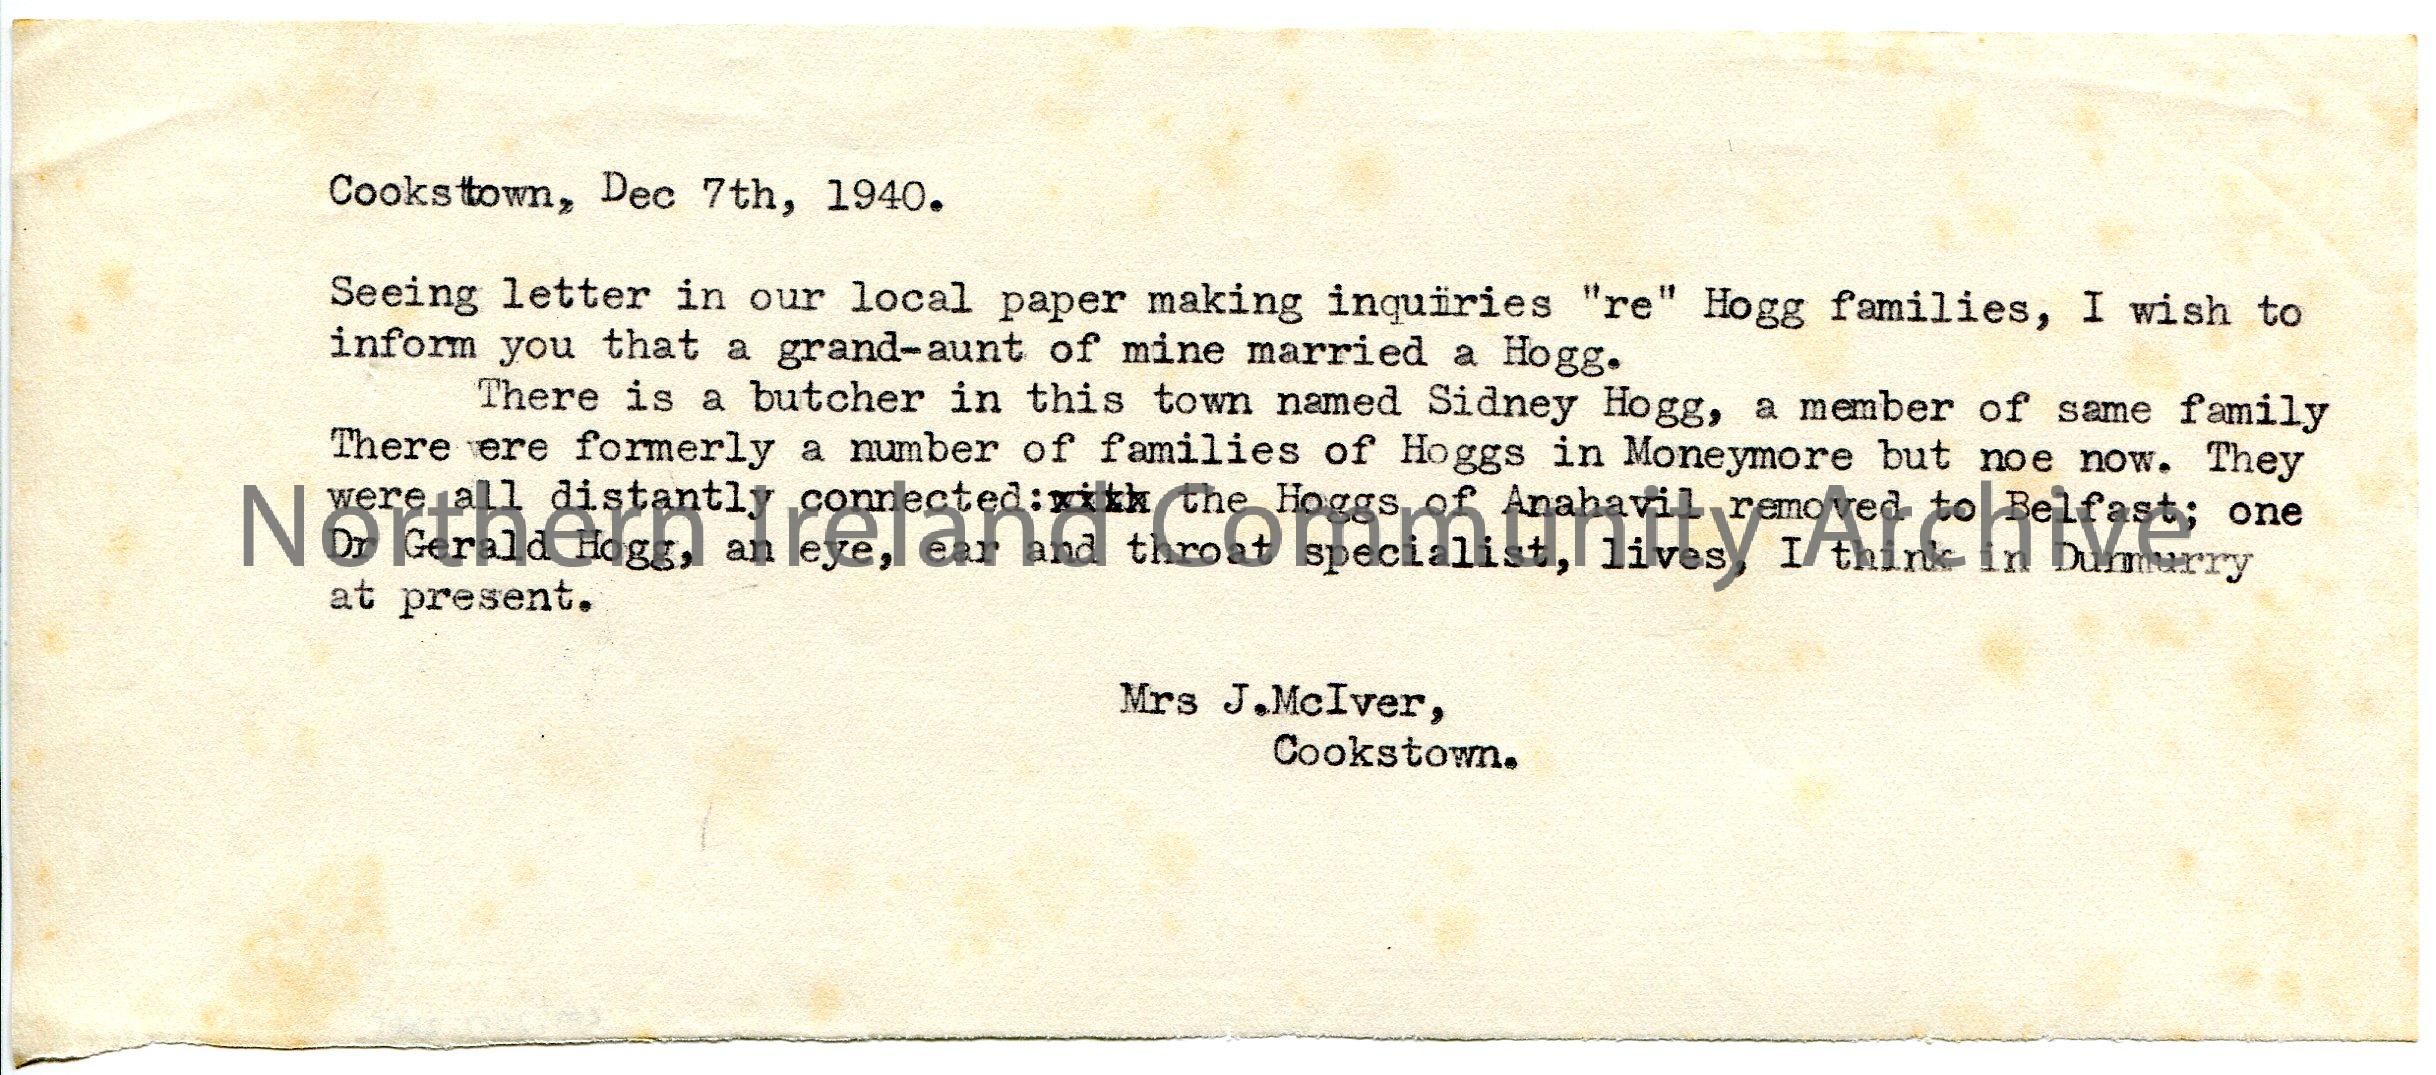 Cookstown, Dec 7th, 1940.
Seeing letter in our local paper making inquiries "re" Hogg families, I wish to
inform you that a grand-aunt of mine married a Hogg.
There is a butcher in this town named Sidney Hogg, a member of same family
There were formerly a number of families of Hoggs in Moneymore but noe now. They
were all distantly connected: the Hoggs of Anahavil removed to Belfast; one
Dr Gerald Hogg, an eye, ear and throat specialist, lives, I think in Dunmurry
at present.
Mrs J.McIver,
Cookstown.
Northern Ireland Community Archive